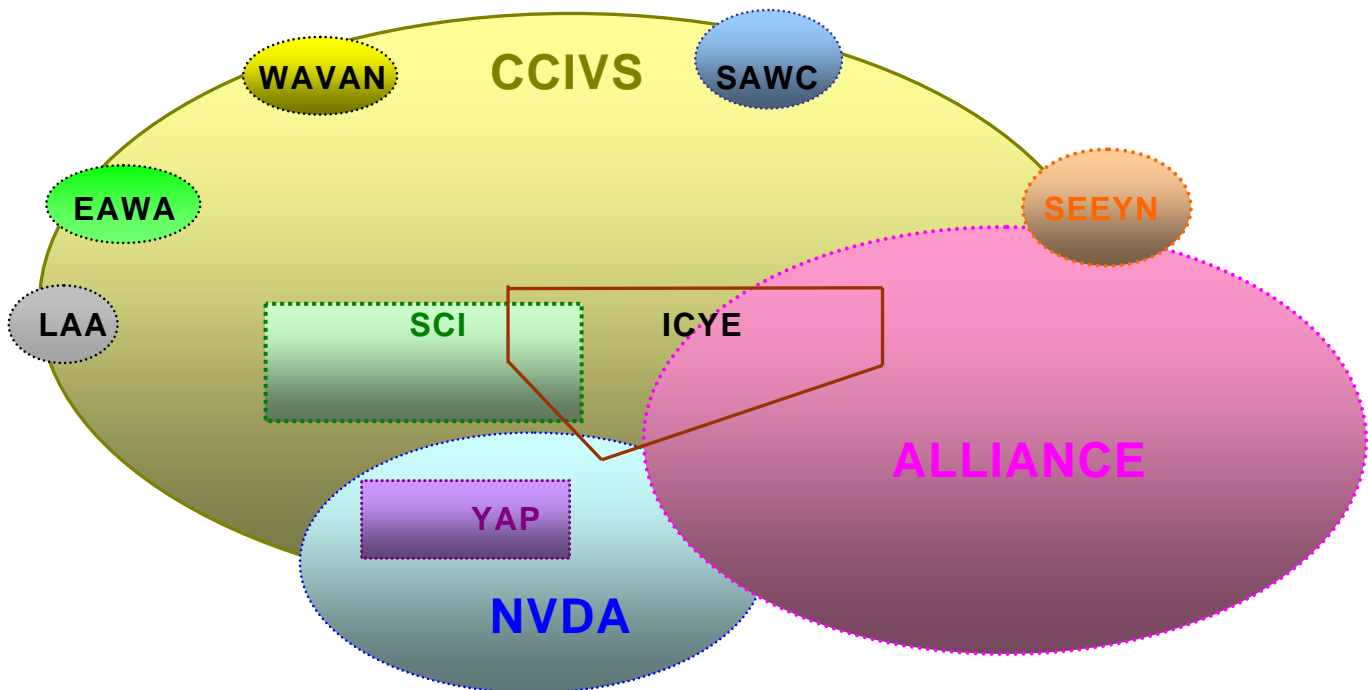 CCIVS
WAVAN
SAWC
EAWA
SEEYN
LAA
SCI
ICYE
ALLIANCE
YAP
NVDA